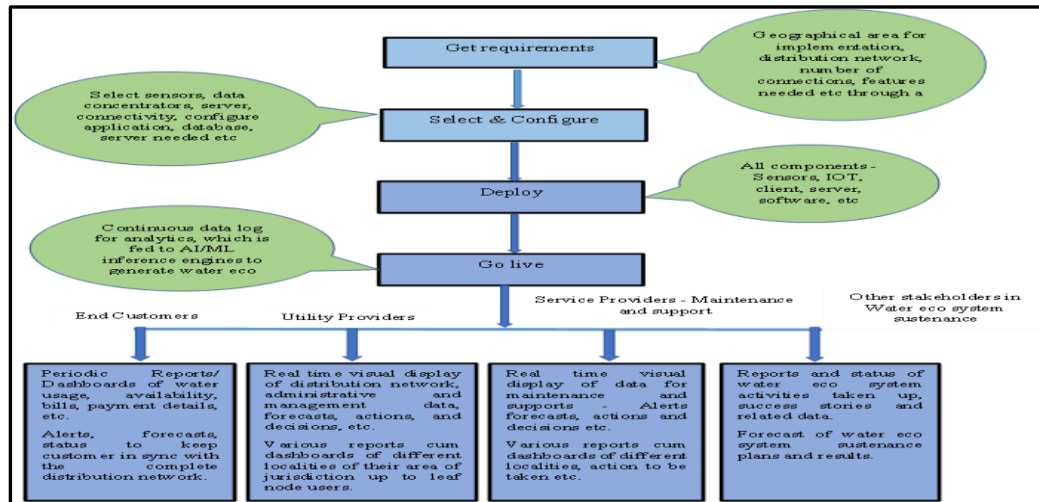 Get requirements
Geographical area for
implementation,
distribution network,
number of
connections, features
needed etc through a
Select sensors, data
concentrators, server,
connectivity, configure
application, database,
server needed etc
Select & Configure
All components -
Sensors, IOT,
client, server,
software, etc
Deploy
Continuous data log
for analytics, which is
fed to AI/ML
inference engines to
generate water eco
Go live
End Customers
Utility Providers
Service Providers - Maintenance
and support
Other stakeholders in
Water eco system
sustenance
Periodic Reports/
Dashboards of water
usage, availability,
bills, payment details,
etc.
Alerts, forecasts,
status to keep
customer in sync with
the complete
distribution network.
Real time visual display
of distribution network,
administrative and
management data,
forecasts, actions, and
decisions, etc.
Various reports cum
dashboards of different
localities of their area of
jurisdiction up to leaf
node users.
Real time visual
display of data for
maintenance and
supports - Alerts
forecasts, actions and
decisions etc.
Various reports cum
dashboards of different
localities, action to be
taken etc.
Reports and status of
water eco system
activities taken up,
success stories and
related data.
Forecast of water eco
system sustenance
plans and results.